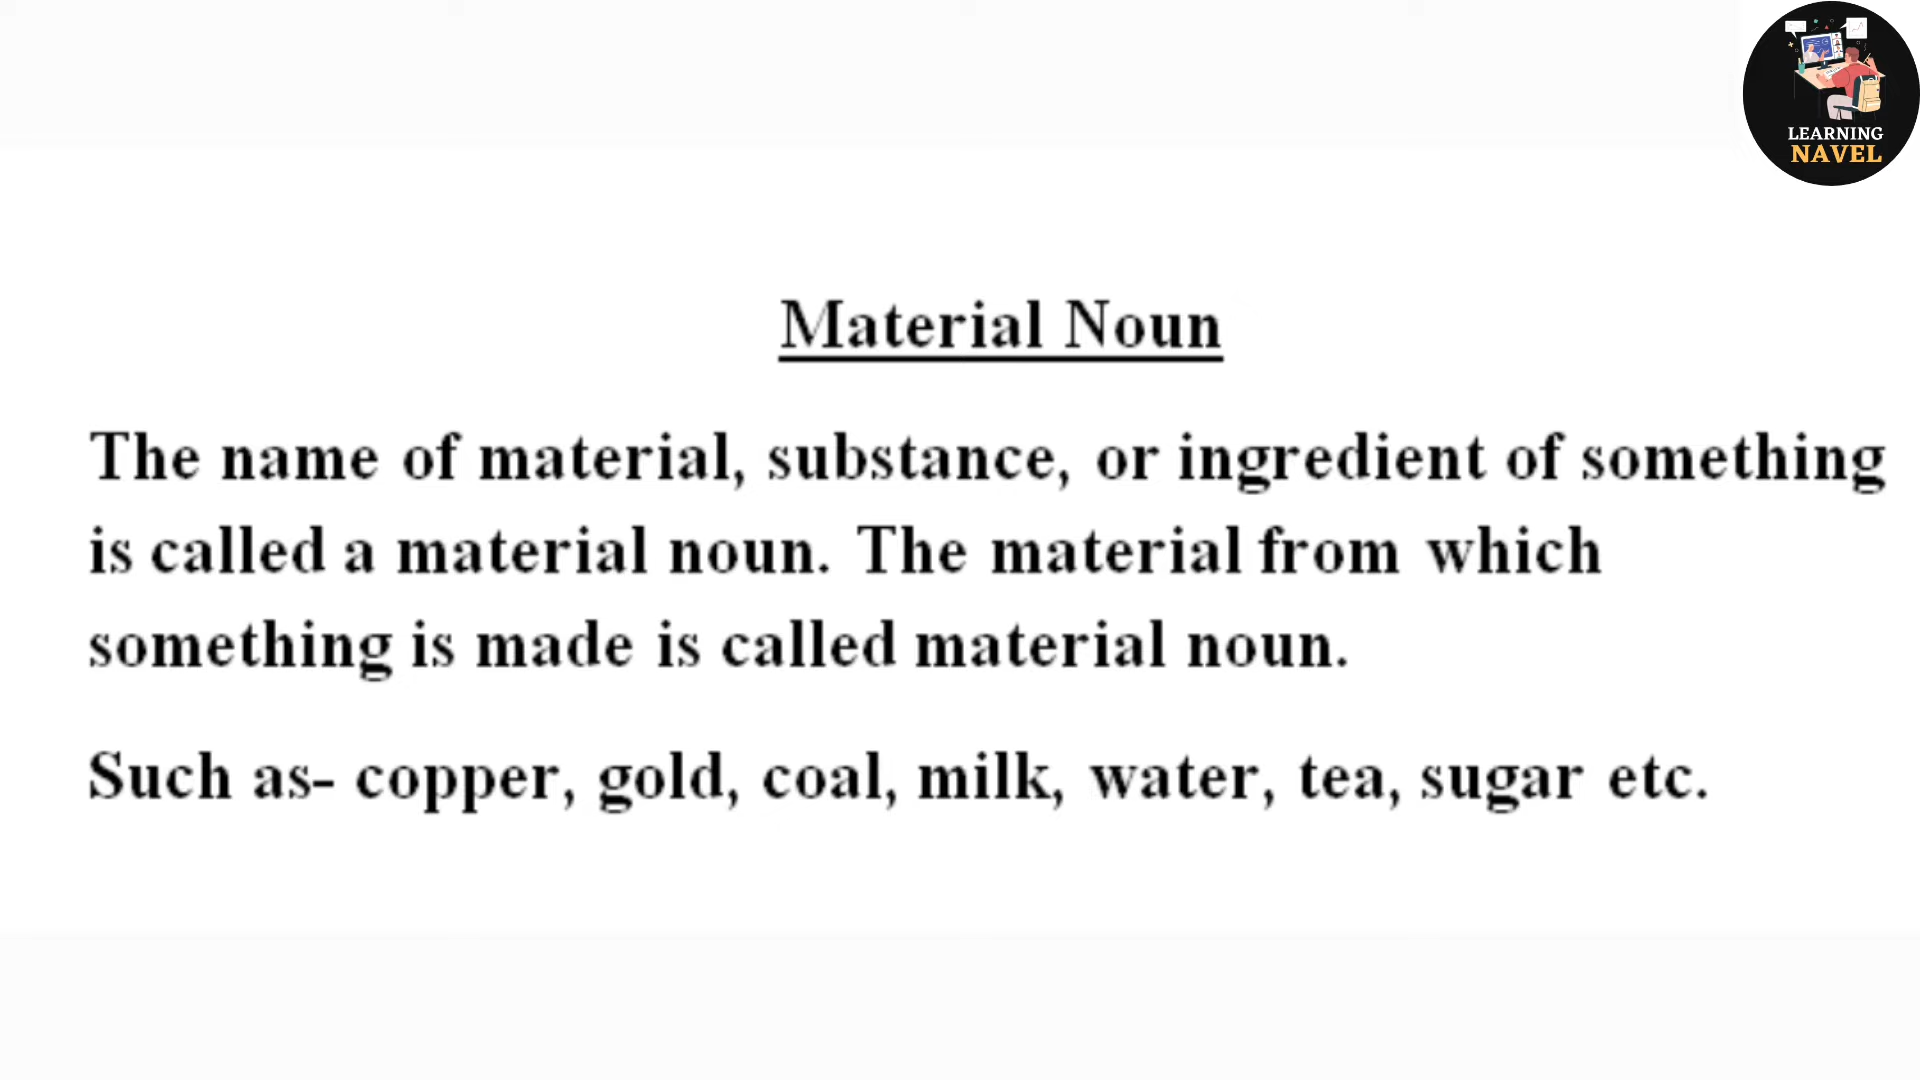 LEARNING
NAVEL
Material Noun
The name of material, substance, or ingredient of something
is called a material noun. The material from which
something is made is called material noun.
Such as- copper, gold, coal, milk, water, tea, sugar etc.